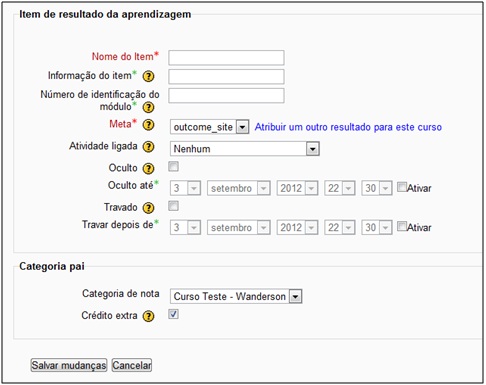 Item de resultado da aprendizagem
Nome do Item*
Informação do item*
Número de identificação do
módulo*
Meta* outcome_site Atribuir um outro resultado para este curso
Atividade ligada Nenhum
Oculto
Oculto até* 3 setembro 2012 22 30 Ativar
Travado
Travar depois de* 3 setembro 2012 22 30 Ativar
Categoria pai
Categoria de nota Curso Teste - Wanderson
Crédito extra
Salvar mudanças Cancelar